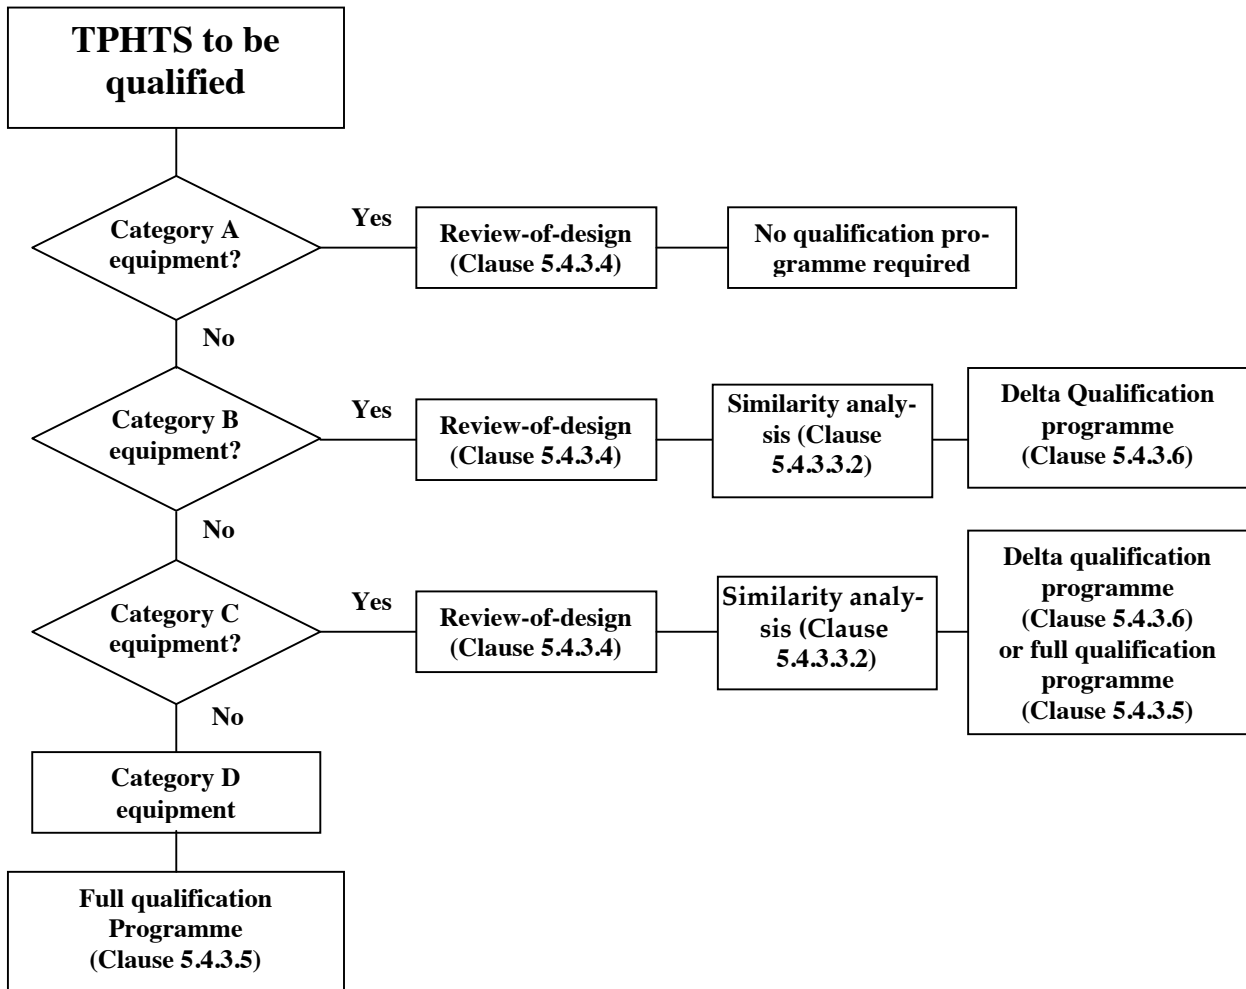 TPHTS to be
qualified
Category A
equipment?
Yes
Review-of-design
(Clause 5.4.3.4)
No qualification pro-
gramme required
No
Category B
equipment?
Yes
Review-of-design
(Clause 5.4.3.4)
Similarity analy-
sis (Clause
5.4.3.3.2)
Delta Qualification
programme
(Clause 5.4.3.6)
No
Category C
equipment?
Yes
Review-of-design
(Clause 5.4.3.4)
Similarity analy-
sis (Clause
5.4.3.3.2)
Delta qualification
programme
(Clause 5.4.3.6)
or full qualification
programme
(Clause 5.4.3.5)
No
Category D
equipment
Full qualification
Programme
(Clause 5.4.3.5)